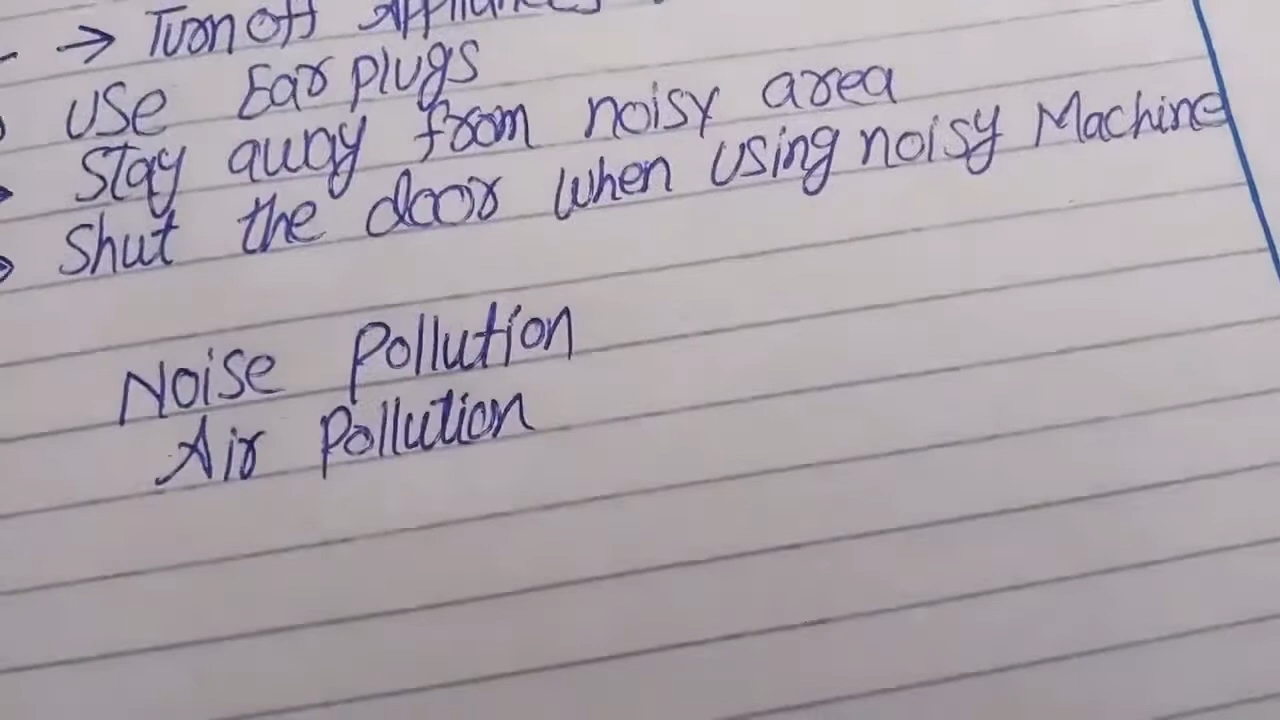 → Turn off Appliances
Use Ear plugs
Stay away from noisy area
Shut the door when using noisy Machine
Noise Pollution
Air Pollution